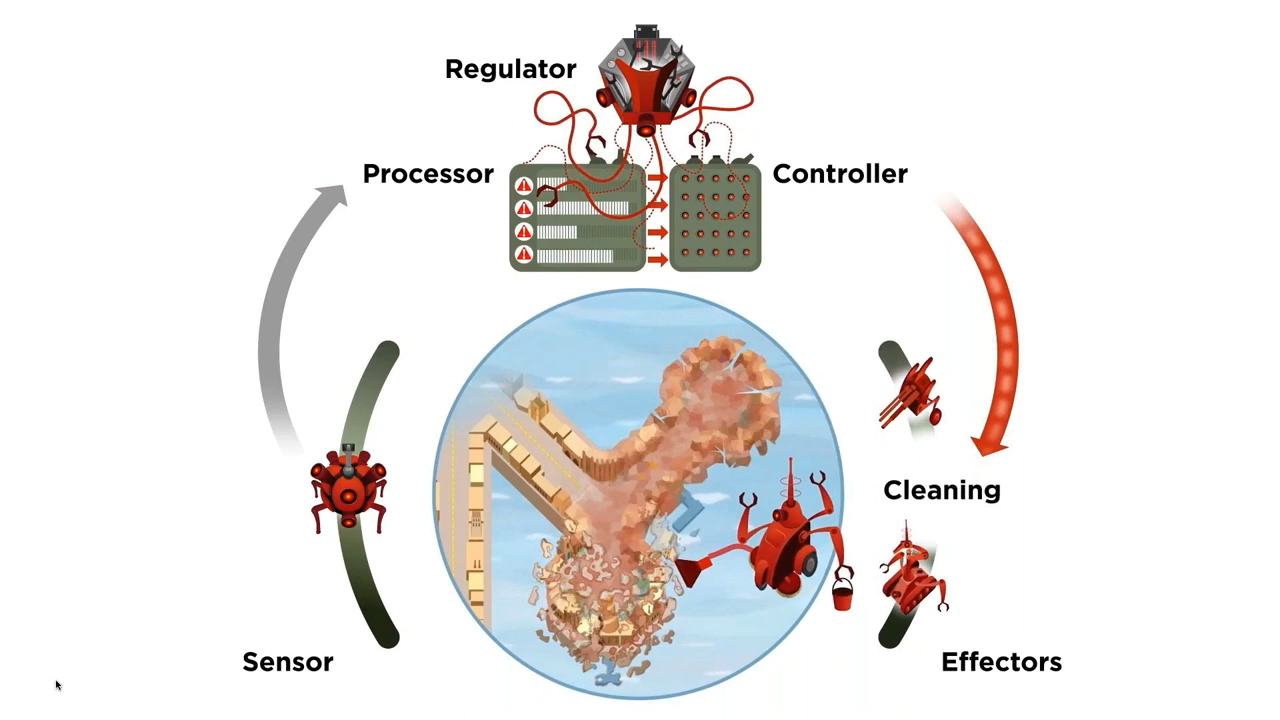 Regulator
Processor
Controller
Cleaning
Sensor
Effectors